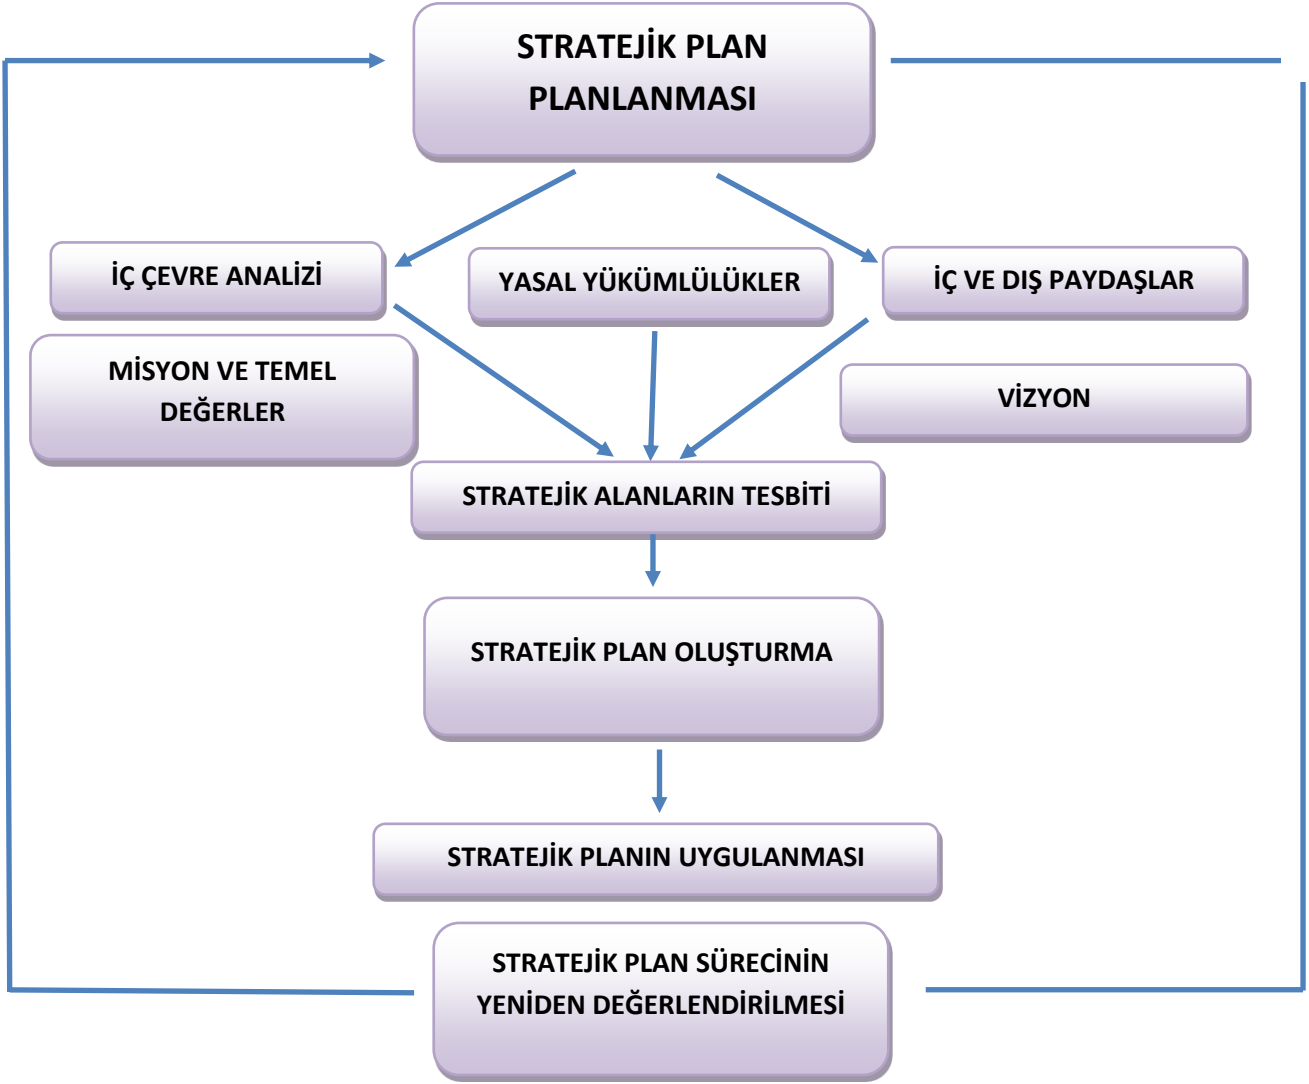 STRATEJİK PLAN
PLANLANMASI
İÇ ÇEVRE ANALİZİ
YASAL YÜKÜMLÜLÜKLER
İÇ VE DIŞ PAYDAŞLAR
MİSYON VE TEMEL
DEĞERLER
VİZYON
STRATEJİK ALANLARIN TESBİTİ
STRATEJİK PLAN OLUŞTURMA
STRATEJİK PLANIN UYGULANMASI
STRATEJİK PLAN SÜRECİNİN
YENİDEN DEĞERLENDİRİLMESİ